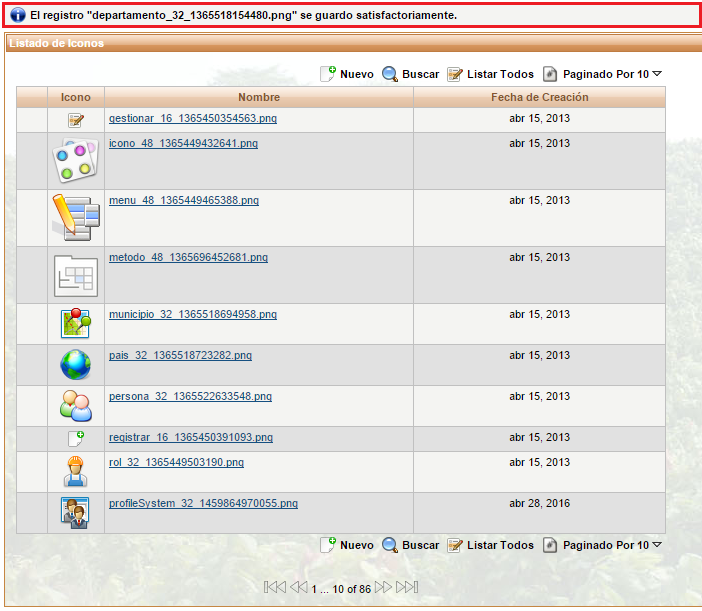 El registro "departamento_32_1365518154480.png" se guardo satisfactoriamente.
Listado de Iconos
Nuevo Buscar Listar Todos Paginado Por 10
Icono Nombre Fecha de Creación
gestionar_16_1365450354563.png abr 15, 2013
icono_48_1365449432641.png abr 15, 2013
menu_48_1365449465388.png abr 15, 2013
metodo_48_1365696452681.png abr 15, 2013
municipio_32_1365518694958.png abr 15, 2013
pais_32_1365518723282.png abr 15, 2013
persona_32_1365522633548.png abr 15, 2013
registrar_16_1365450391093.png abr 15, 2013
rol_32_1365449503190.png abr 15, 2013
profileSystem_32_1459864970055.png abr 28, 2016
Nuevo Buscar Listar Todos Paginado Por 10
1 ... 10 of 86